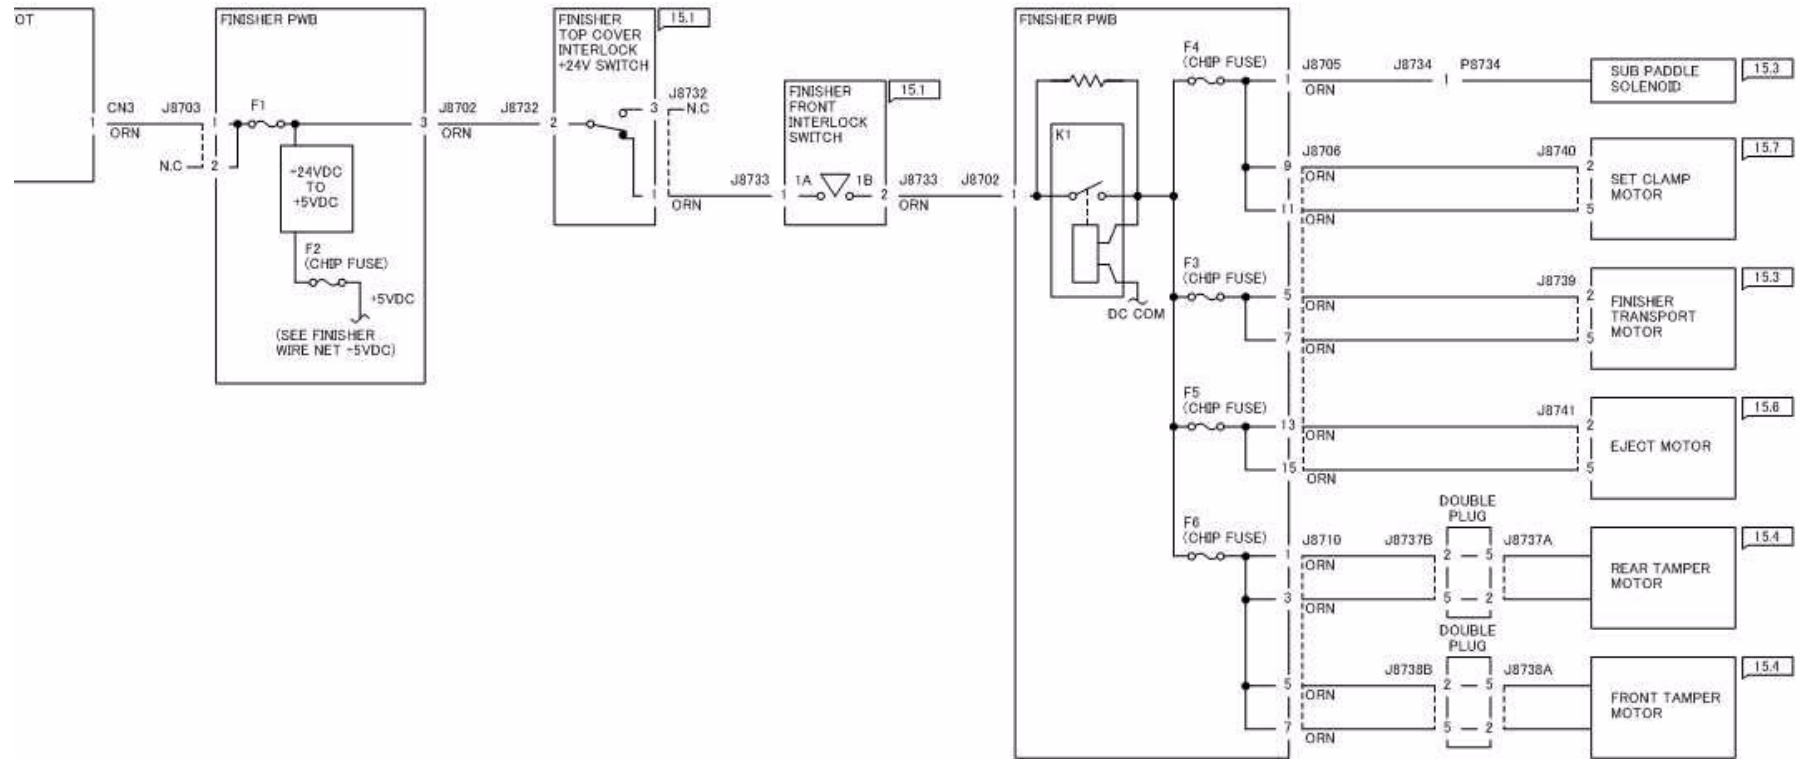 OT
CN3
1
ORN
J8703
N.C
FINISHER PWB
1
2
F1
+24VDC
TO
+5VDC
F2
(CHIP FUSE)
+5VDC
(SEE FINISHER
WIRE NET +5VDC)
3
J8702
ORN
J8732
FINISHER
TOP COVER
INTERLOCK
+24V SWITCH
15.1
2
3
1
J8732
N.C
ORN
J8733
FINISHER
FRONT
INTERLOCK
SWITCH
15.1
1
1A
1B
2
J8733
ORN
J8702
FINISHER PWB
1
K1
DC COM
F4
(CHIP FUSE)
1
J8705
ORN
J8734
1
P8734
SUB PADDLE
SOLENOID
15.3
9
J8706
ORN
11
ORN
J8740
2
5
SET CLAMP
MOTOR
15.7
F3
(CHIP FUSE)
5
ORN
7
ORN
J8739
2
5
FINISHER
TRANSPORT
MOTOR
15.3
F5
(CHIP FUSE)
13
ORN
15
ORN
J8741
2
5
EJECT MOTOR
15.6
F6
(CHIP FUSE)
1
J8710
ORN
3
ORN
J8737B
DOUBLE
PLUG
2
5
5
2
J8737A
REAR TAMPER
MOTOR
15.4
5
ORN
7
ORN
J8738B
DOUBLE
PLUG
2
5
5
2
J8738A
FRONT TAMPER
MOTOR
15.4